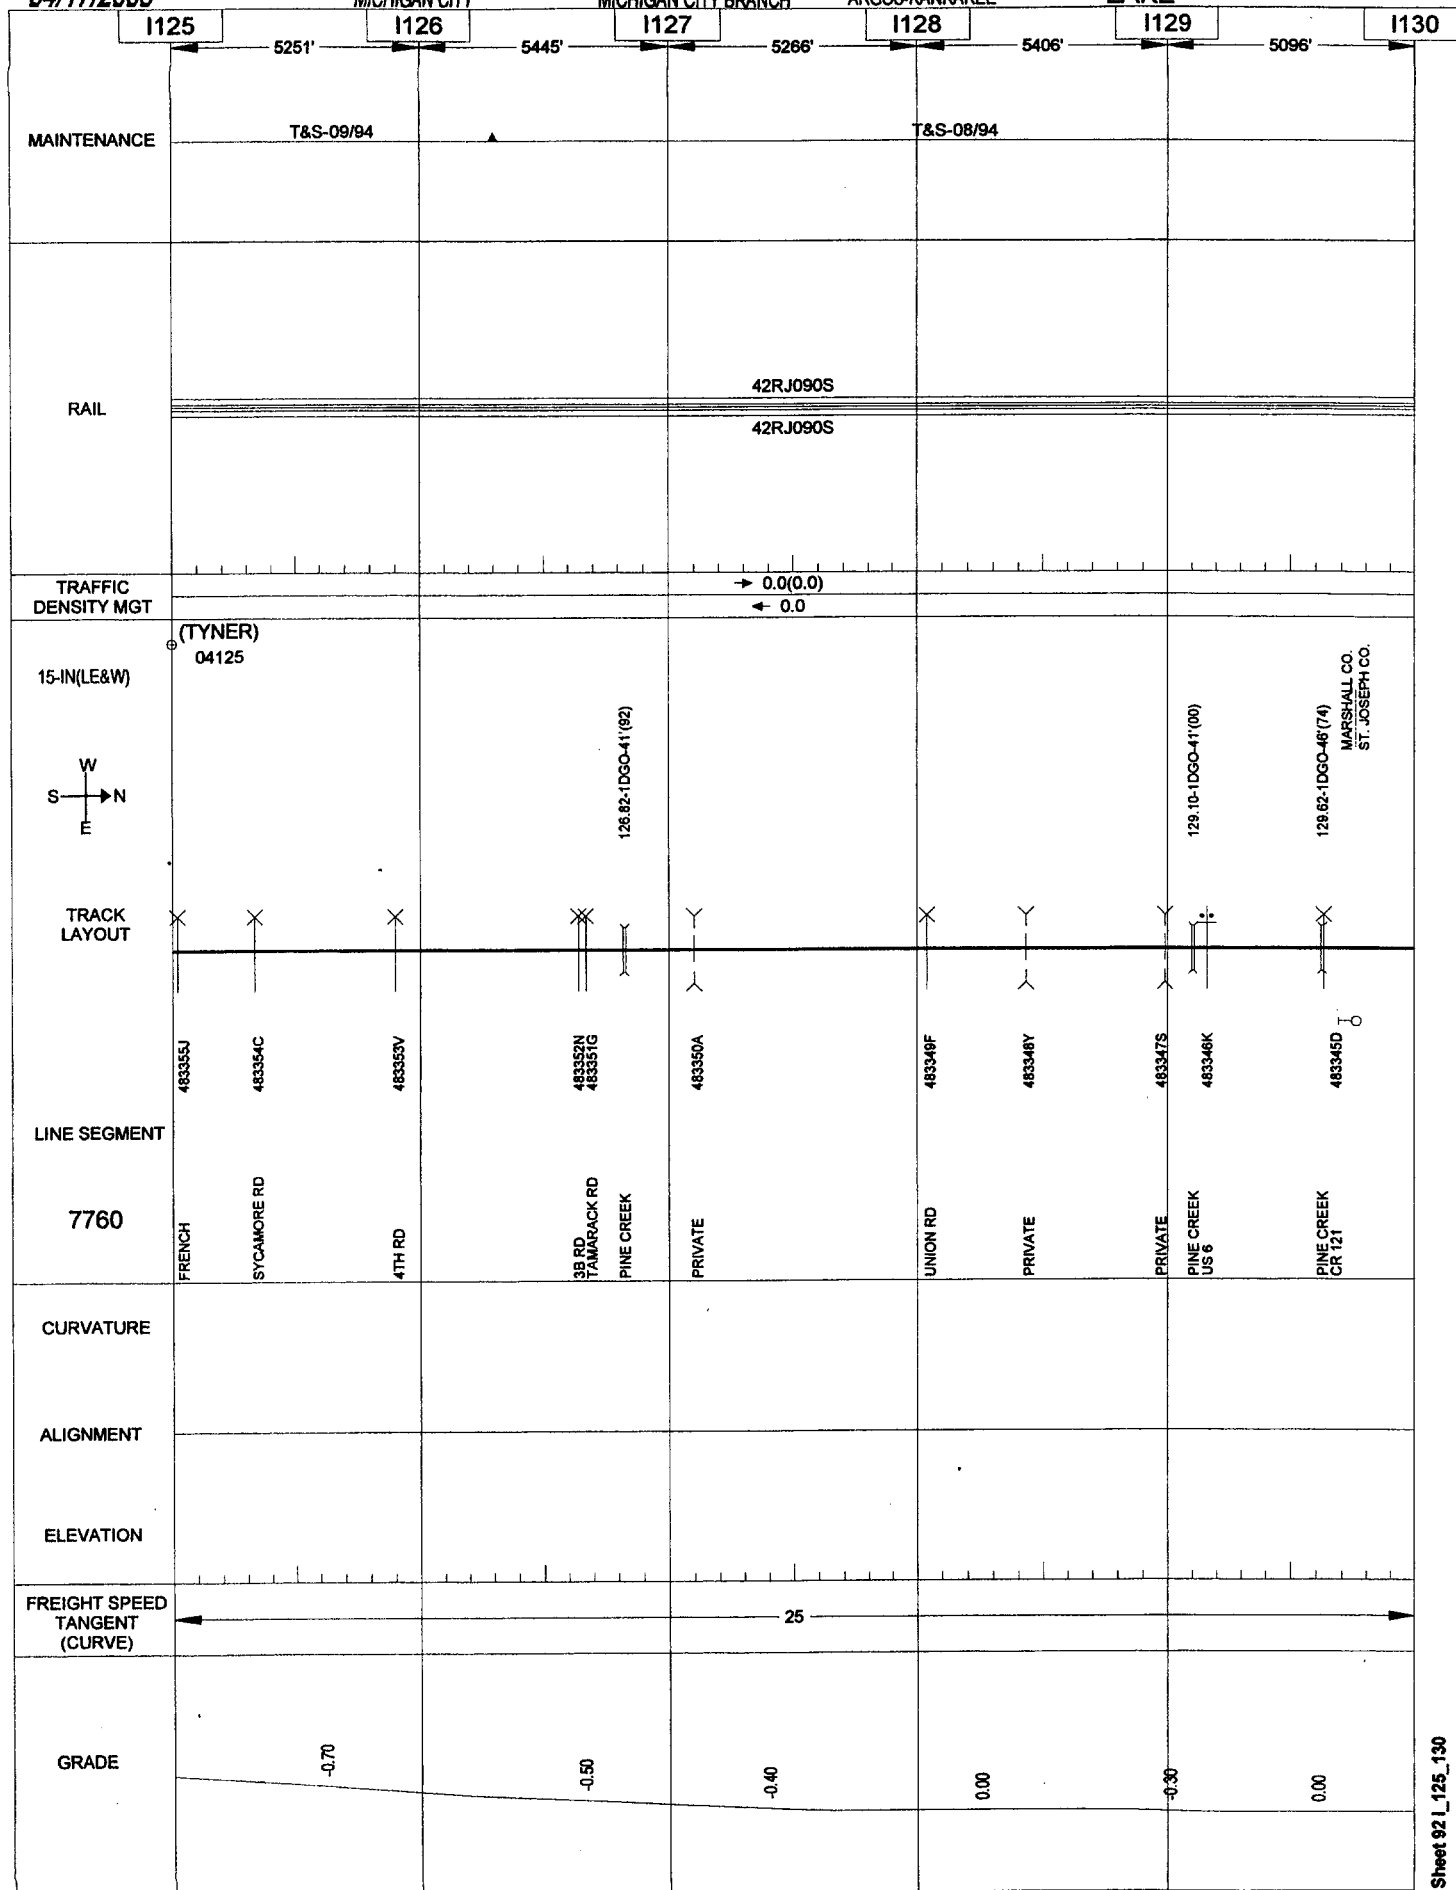 MICHIGAN CITY MICHIGAN CITY BRANCH ARGOS-KANKAKEE LAKE
I125 I126 I127 I128 I129 I130
5251' 5445' 5266' 5406' 5096'
MAINTENANCE
T&S-09/94 T&S-08/94
RAIL
42RJ090S
42RJ090S
TRAFFIC
DENSITY MGT
→ 0.0(0.0)
← 0.0
(TYNER)
04125
15-IN(LE&W)
W
S N
E
126.82-1DGO-41'(92)
129.10-1DGO-41'(00)
129.62-1DGO-46'(74)
MARSHALL CO.
ST. JOSEPH CO.
TRACK
LAYOUT
483355J
483354C
483353V
483352N
483351G
483350A
483349F
483348Y
483347S
483346K
483345D
LINE SEGMENT
7760
FRENCH
SYCAMORE RD
4TH RD
3B RD
TAMARACK RD
PINE CREEK
PRIVATE
UNION RD
PRIVATE
PRIVATE
PINE CREEK
US 6
PINE CREEK
CR 121
CURVATURE
ALIGNMENT
ELEVATION
FREIGHT SPEED
TANGENT
(CURVE)
25
GRADE
-0.70
-0.50
-0.40
0.00
-0.30
0.00
Sheet 92 I_125_130